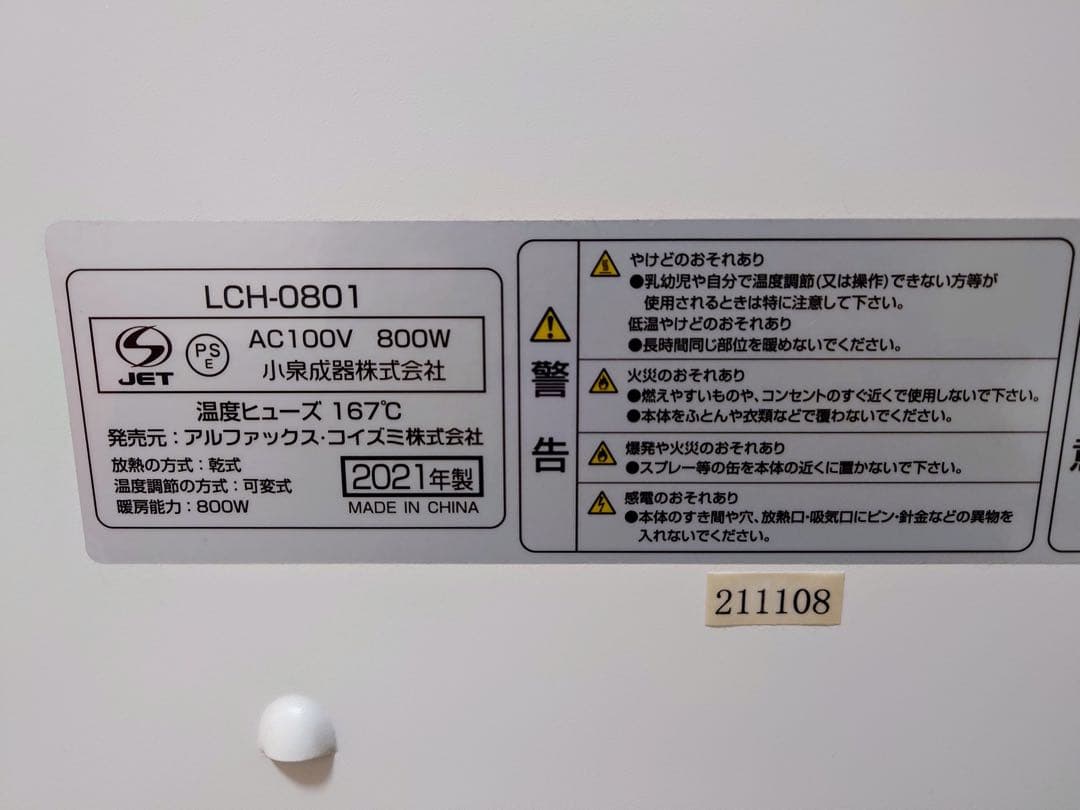 LCH-0801
JET
PS
E
AC100V 800W
小泉成器株式会社
温度ヒューズ 167℃
発売元：アルファックス・コイズミ株式会社
放熱の方式：乾式
温度調節の方式：可変式
暖房能力：800W
2021年製
MADE IN CHINA
警告
やけどのおそれあり
●乳幼児や自分で温度調節(又は操作)できない方等が
使用されるときは特に注意して下さい。
低温やけどのおそれあり
●長時間同じ部位を暖めないでください。
火災のおそれあり
●燃えやすいものや、コンセントのすぐ近くで使用しないで下さい。
●本体をふとんや衣類などで覆わないでください。
爆発や火災のおそれあり
●スプレー等の缶を本体の近くに置かないで下さい。
感電のおそれあり
●本体のすき間や穴、放熱口・吸気口にピン・針金などの異物を
入れないでください。
211108